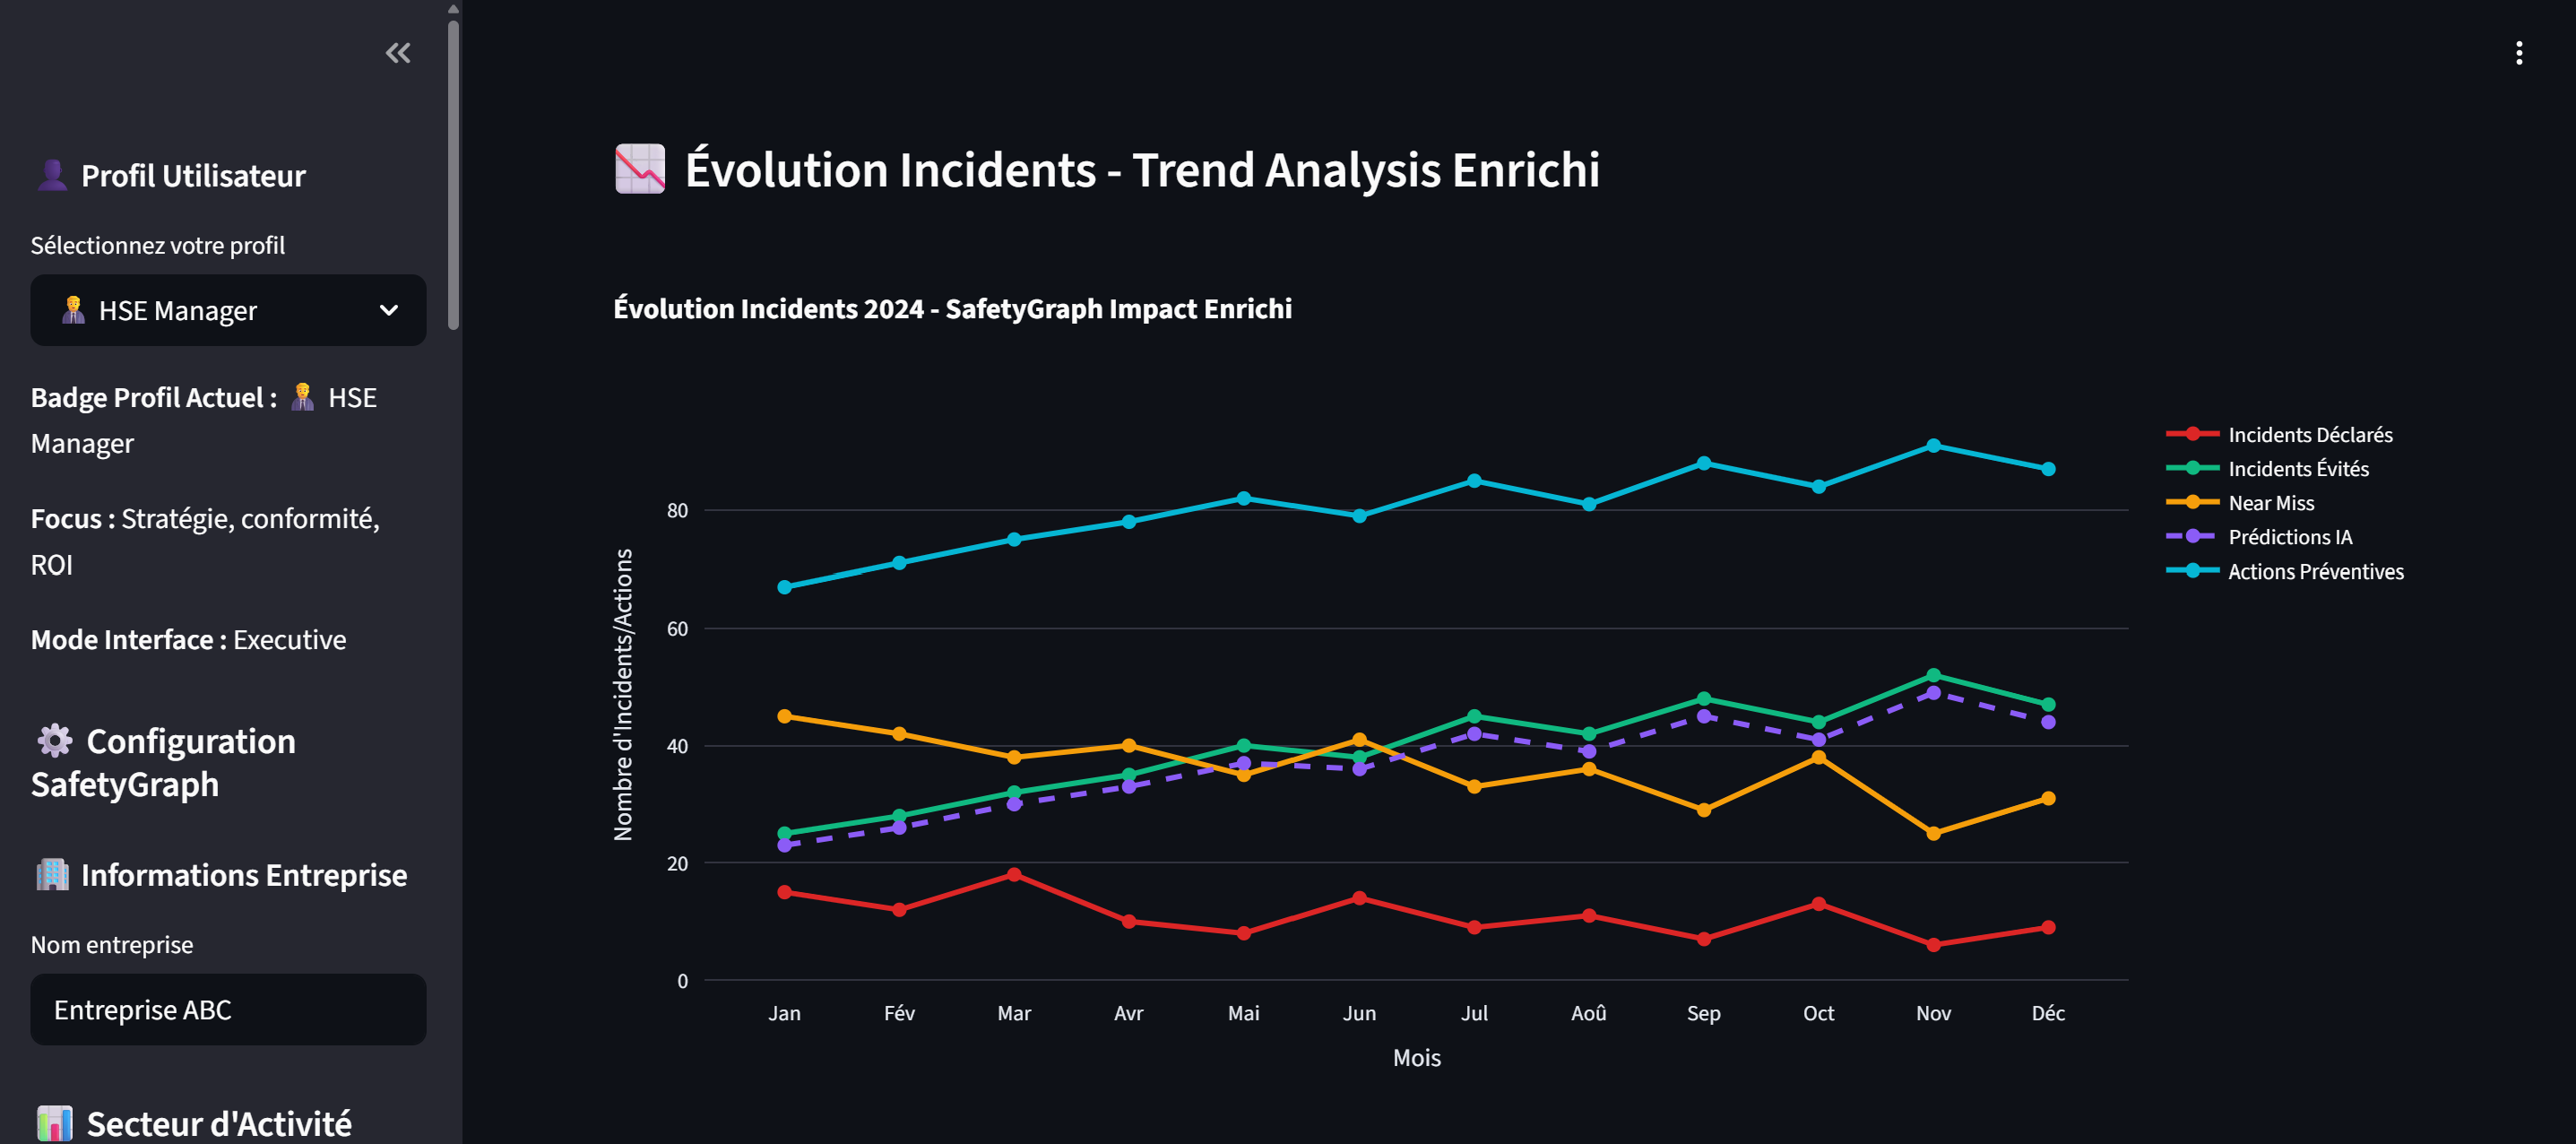 Profil Utilisateur
Sélectionnez votre profil
HSE Manager
Badge Profil Actuel : HSE
Manager
Focus : Stratégie, conformité,
ROI
Mode Interface : Executive
Configuration
SafetyGraph
Informations Entreprise
Nom entreprise
Entreprise ABC
Secteur d'Activité
Évolution Incidents - Trend Analysis Enrichi
Évolution Incidents 2024 - SafetyGraph Impact Enrichi
Incidents Déclarés
Incidents Évités
Near Miss
Prédictions IA
Actions Préventives
Nombre d'Incidents/Actions
80
60
40
20
0
Jan Fév Mar Avr Mai Jun Jul Aoû Sep Oct Nov Déc
Mois